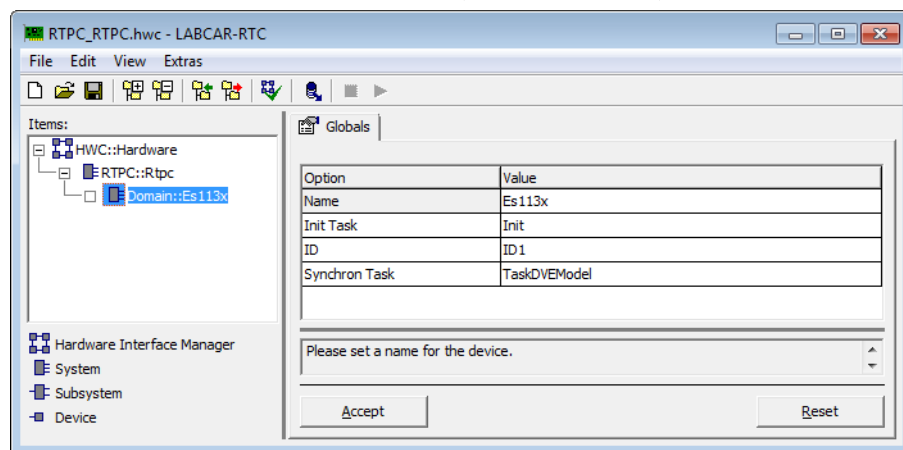 RTPC_RTPC.hwc - LABCAR-RTC
File Edit View Extras
Items:
HWC::Hardware
RTPC::Rtpc
Domain::Es113x
Hardware Interface Manager
System
Subsystem
Device
Globals
Option Value
Name Es113x
Init Task Init
ID ID1
Synchron Task TaskDVEModel
Please set a name for the device.
Accept Reset